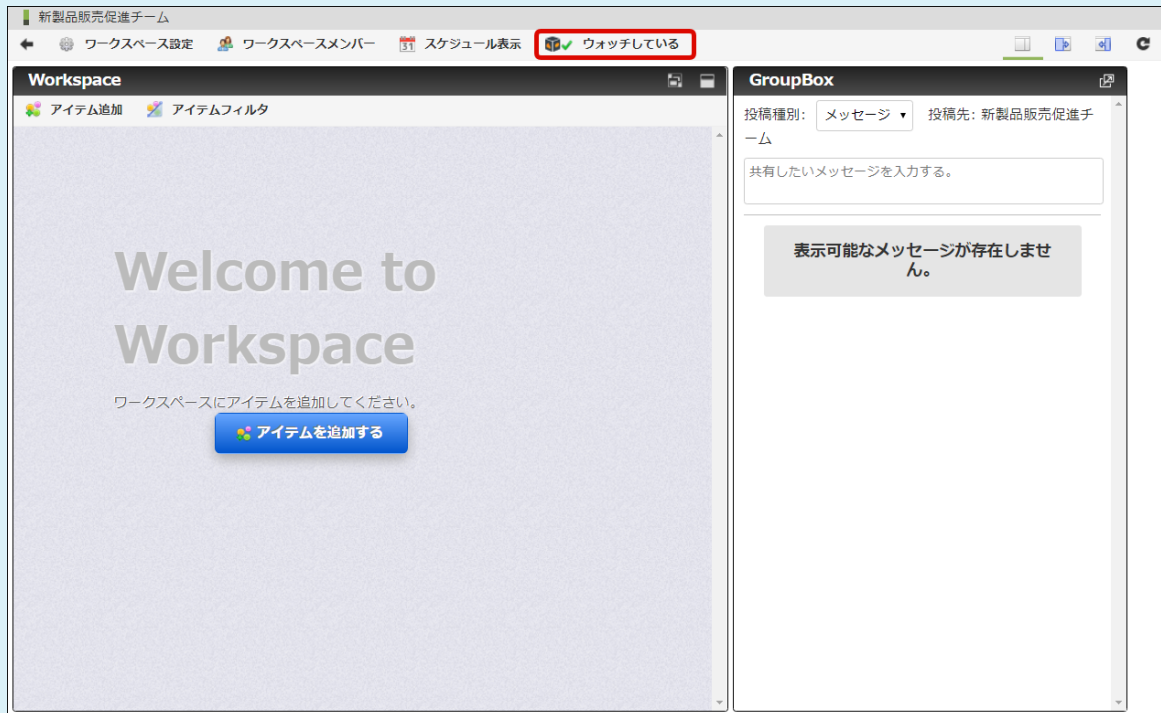 新製品販売促進チーム
ワークスペース設定 ワークスペースメンバー 31 スケジュール表示 ウォッチしている
Workspace
アイテム追加 アイテムフィルタ
Welcome to
Workspace
ワークスペースにアイテムを追加してください。
アイテムを追加する
GroupBox
投稿種別: メッセージ 投稿先: 新製品販売促進チ
ーム
共有したいメッセージを入力する。
表示可能なメッセージが存在しませ
ん。